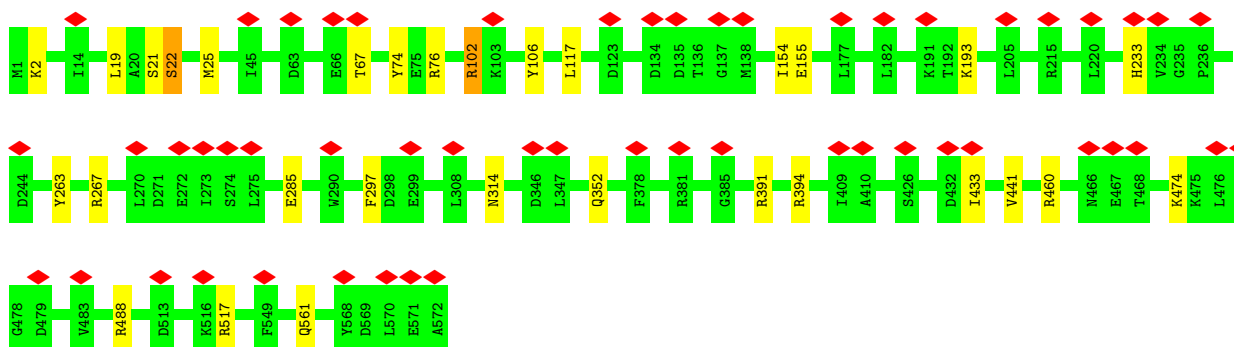 M1 K2 I14 L19 A20 S21 S22 M25 I45 D63 E66 T67 Y74 E75 R76 R102 K103 Y106 L117 D123 D134 D135 T136 G137 M138 I154 E155 L177 L182 K191 T192 K193 L205 R215 L220 H233 V234 G235 P236
D244 Y263 R267 L270 D271 E272 I273 S274 L275 E285 W290 F297 D298 E299 L308 N314 D346 L347 Q352 F378 R381 G385 R391 R394 I409 A410 S426 D432 I433 V441 R460 N466 E467 T468 K474 K475 L476
G478 D479 V483 R488 D513 K516 R517 F549 Q561 Y568 D569 L570 E571 A572